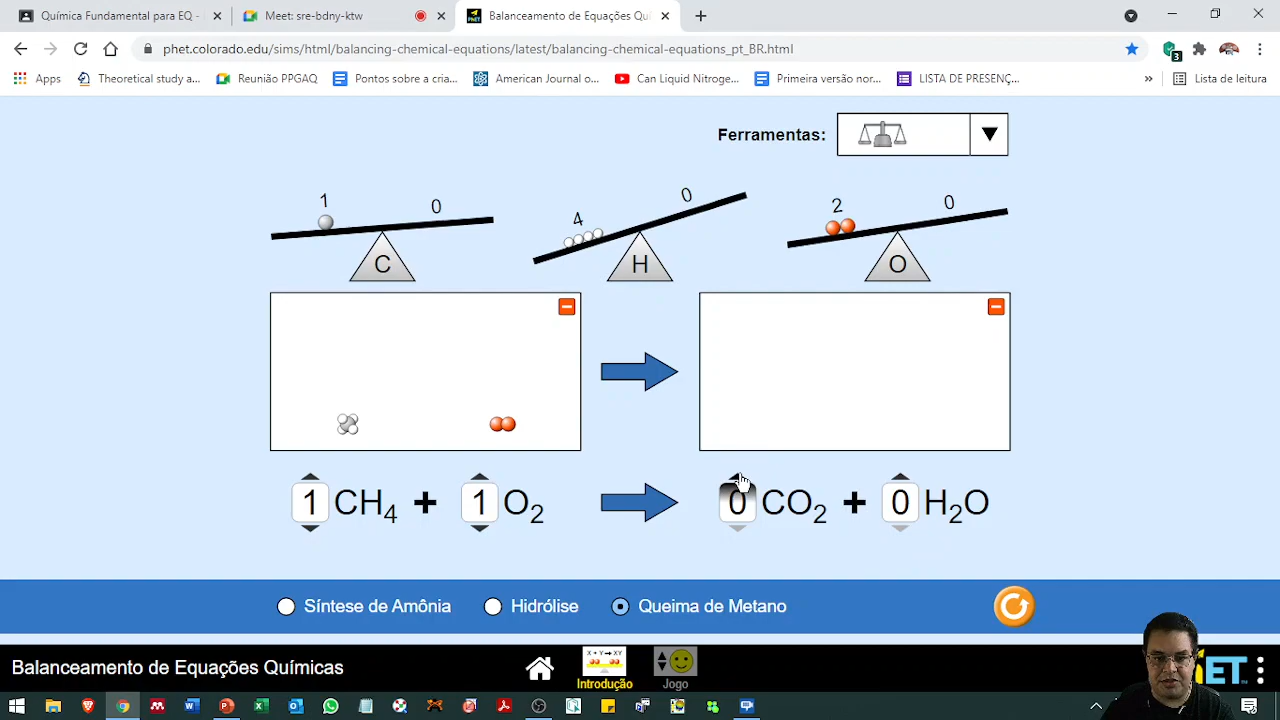 Química Fundamental para EQ -
Meet: sre-bdny-ktw
Balanceamento de Equações Quí
phet.colorado.edu/sims/html/balancing-chemical-equations/latest/balancing-chemical-equations_pt_BR.html
3
Apps
Theoretical study a...
Reunião PPGAQ
Pontos sobre a cria...
American Journal o...
Can Liquid Nitroge...
Primeira versão nor...
LISTA DE PRESENÇ...
»
Lista de leitura
Ferramentas:
1 0
4 0
2 0
C
H
O
1 CH4 + 1 O2 0 CO2 + 0 H2O
Síntese de Amônia
Hidrólise
Queima de Metano
Balanceamento de Equações Químicas
X + Y → XY
Introdução
Jogo
ET